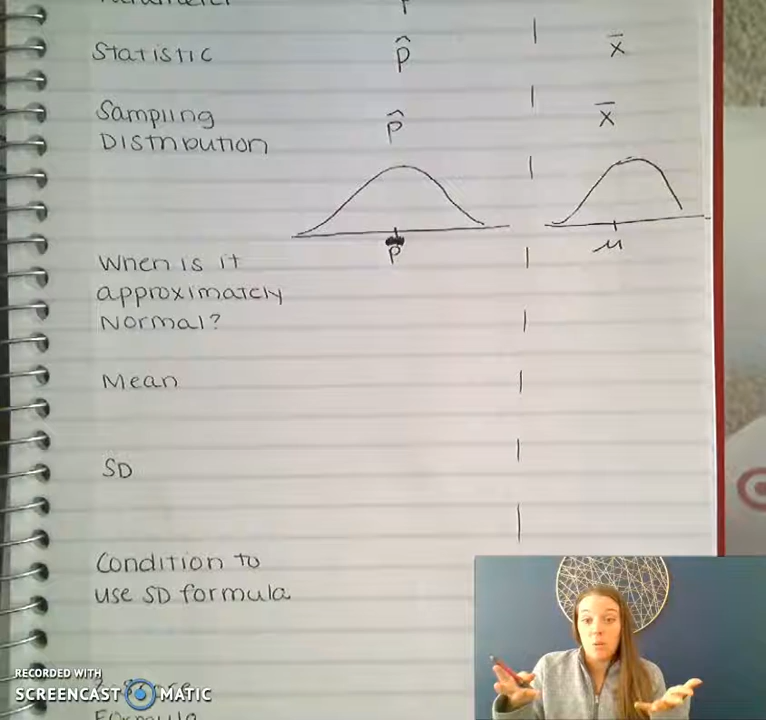 Statistic p̂ x̄
Sampling p̂ x̄
Distribution
p μ
When is it
approximately
Normal?
Mean
SD
Condition to
use SD formula
RECORDED WITH
SCREENCAST MATIC
Formula